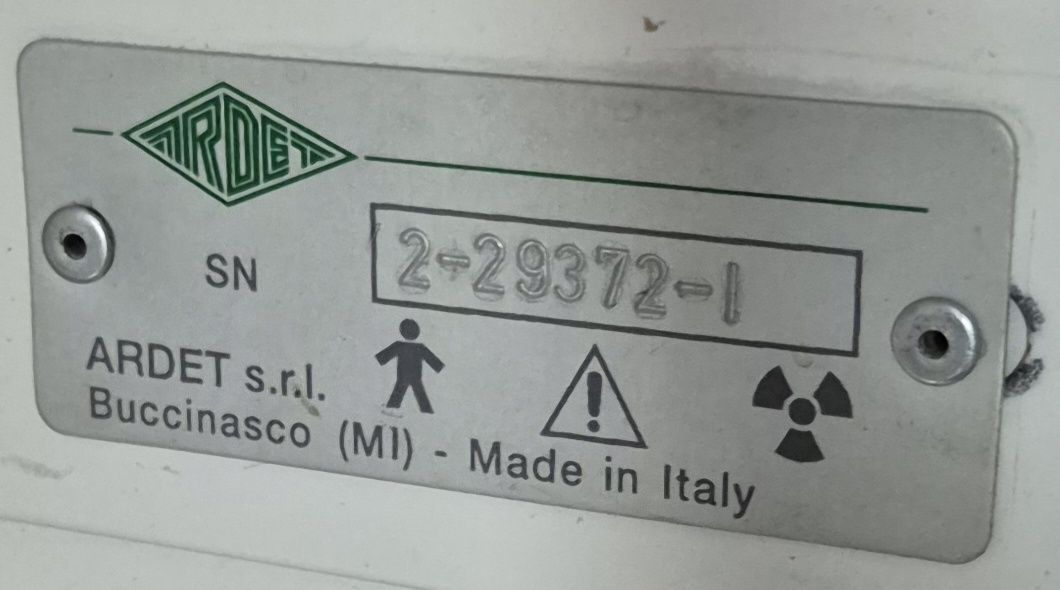 ARDET
SN 2-29372-1
ARDET s.r.l.
Buccinasco (MI) - Made in Italy